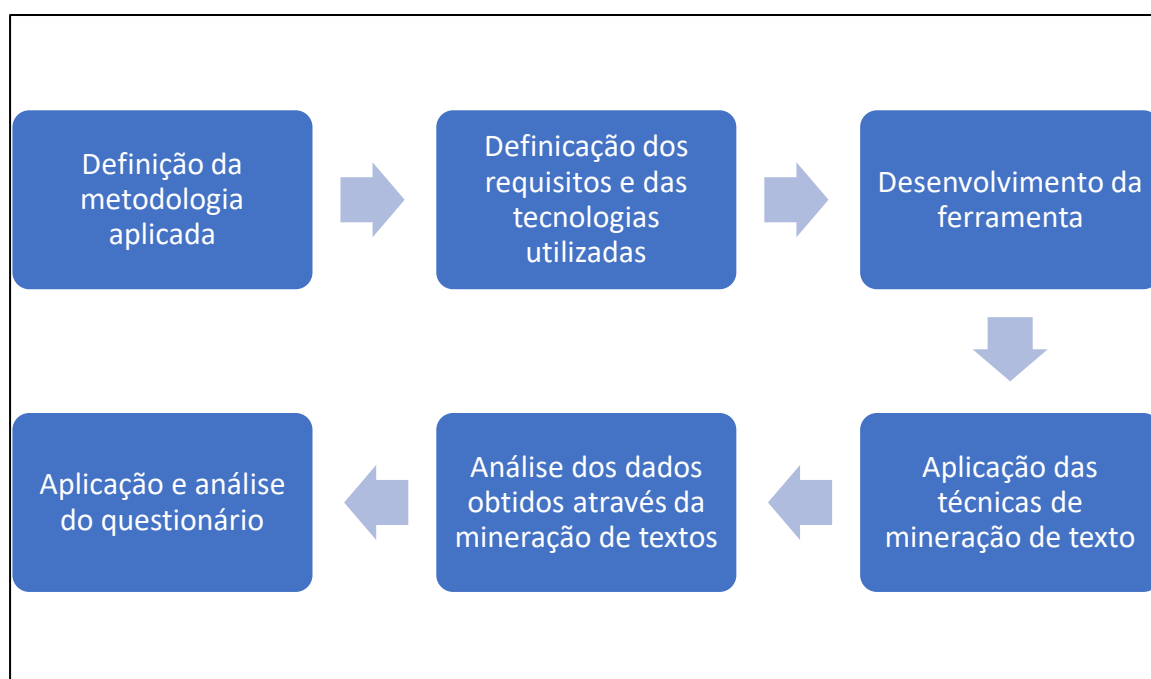 Definição da
metodologia
aplicada
Definicação dos
requisitos e das
tecnologias
utilizadas
Desenvolvimento da
ferramenta
Aplicação das
técnicas de
mineração de texto
Análise dos dados
obtidos através da
mineração de textos
Aplicação e análise
do questionário